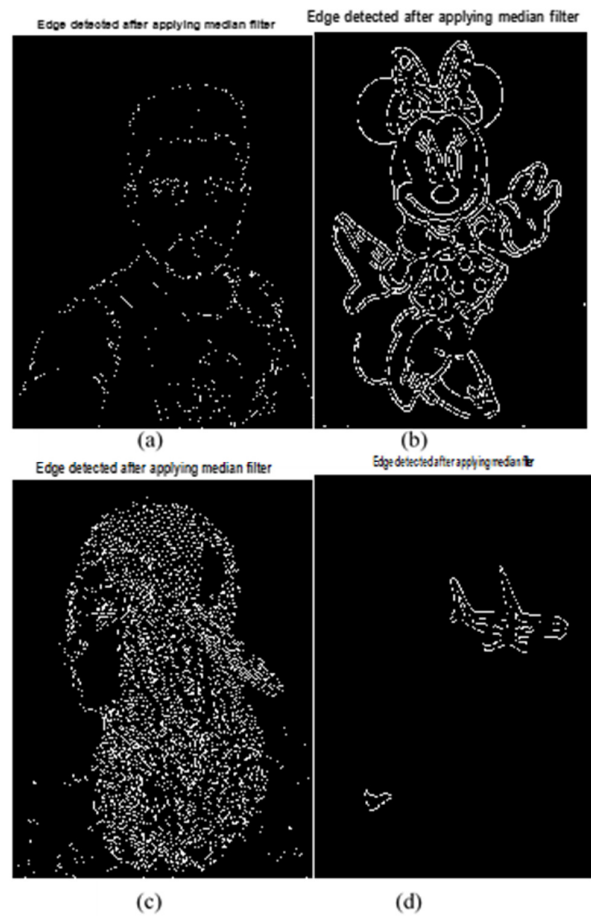 Edge detected after applying median filter
Edge detected after applying median filter
(a)
(b)
Edge detected after applying median filter
Edge detected after applying median filter
(c)
(d)